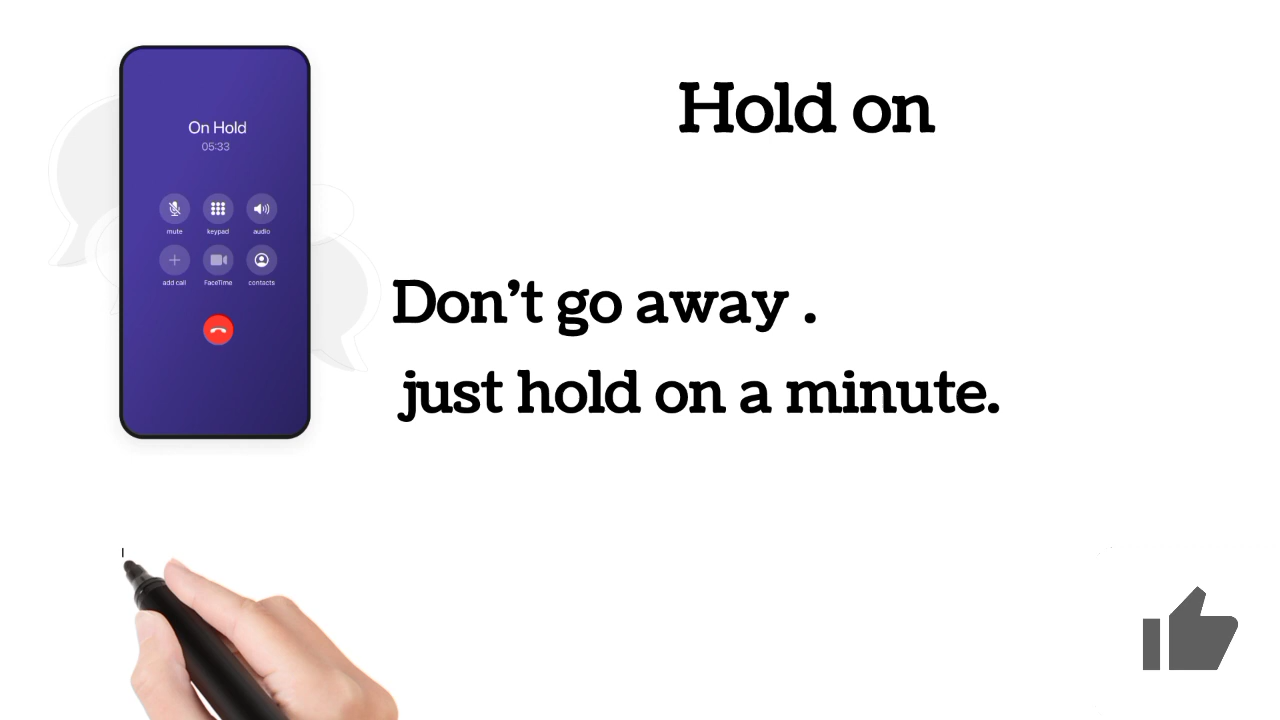 Hold on
On Hold
05:33
mute keypad audio
add call FaceTime contacts
Don't go away .
just hold on a minute.